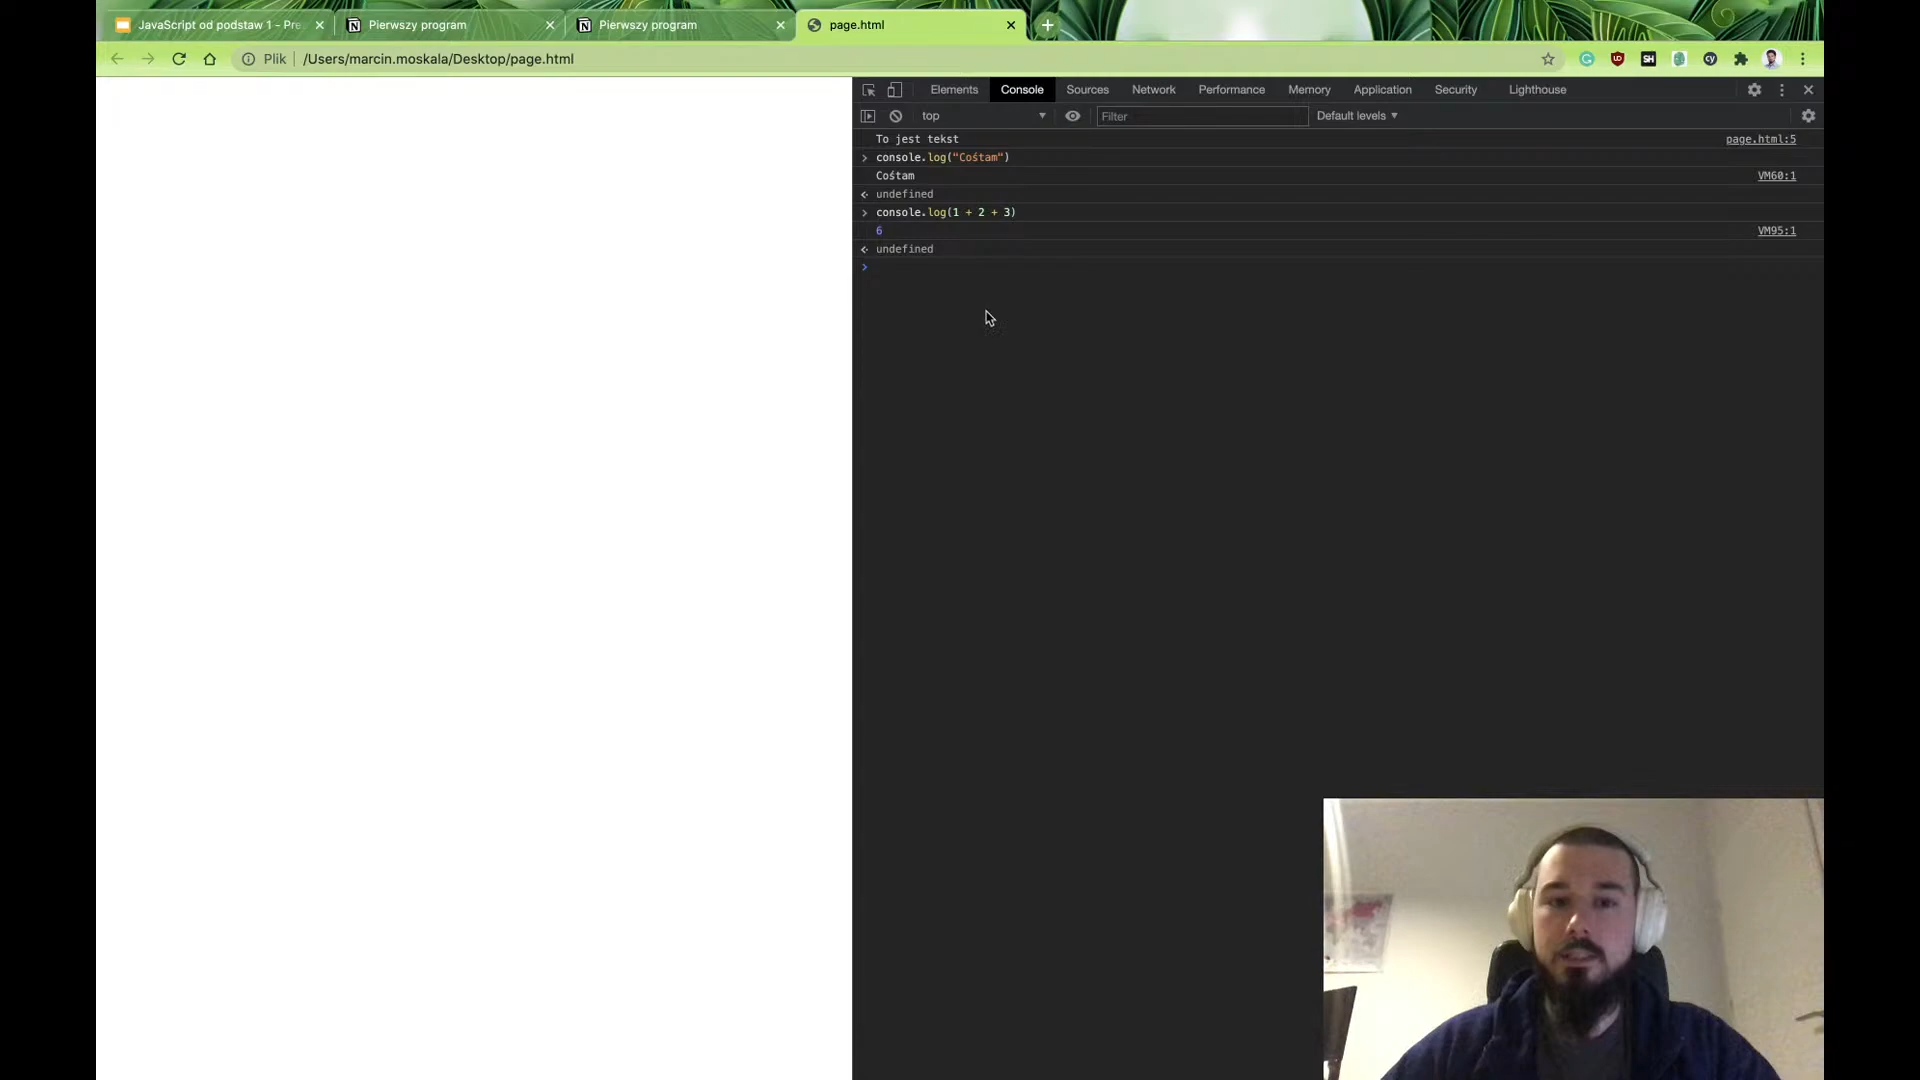 JavaScript od podstaw 1 - Pre
Pierwszy program
Pierwszy program
page.html
Plik
/Users/marcin.moskala/Desktop/page.html
Elements
Console
Sources
Network
Performance
Memory
Application
Security
Lighthouse
top
Filter
Default levels
To jest tekst
page.html:5
console.log("Cośtam")
Cośtam
VM60:1
undefined
console.log(1 + 2 + 3)
6
VM95:1
undefined